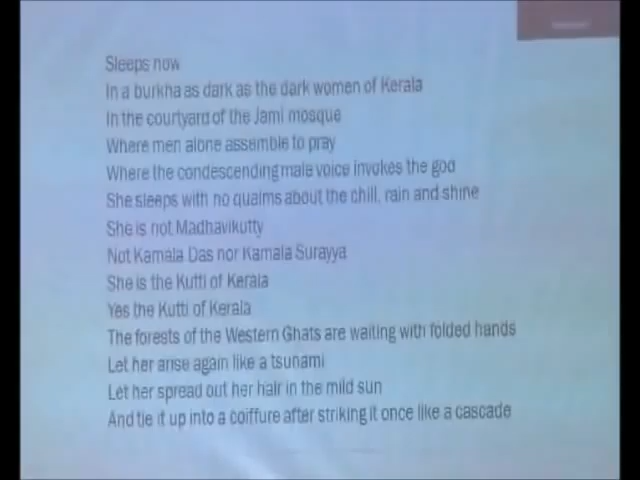 Sleeps now
In a burkha as dark as the dark women of Kerala
In the courtyard of the Jami mosque
Where men alone assemble to pray
Where the condescending male voice invokes the god
She sleeps with no qualms about the chill, rain and shine
She is not Madhavikutty
Not Kamala Das nor Kamala Surayya
She is the Kutti of Kerala
Yes the Kutti of Kerala
The forests of the Western Ghats are waiting with folded hands
Let her arise again like a tsunami
Let her spread out her hair in the mild sun
And tie it up into a coiffure after striking it once like a cascade